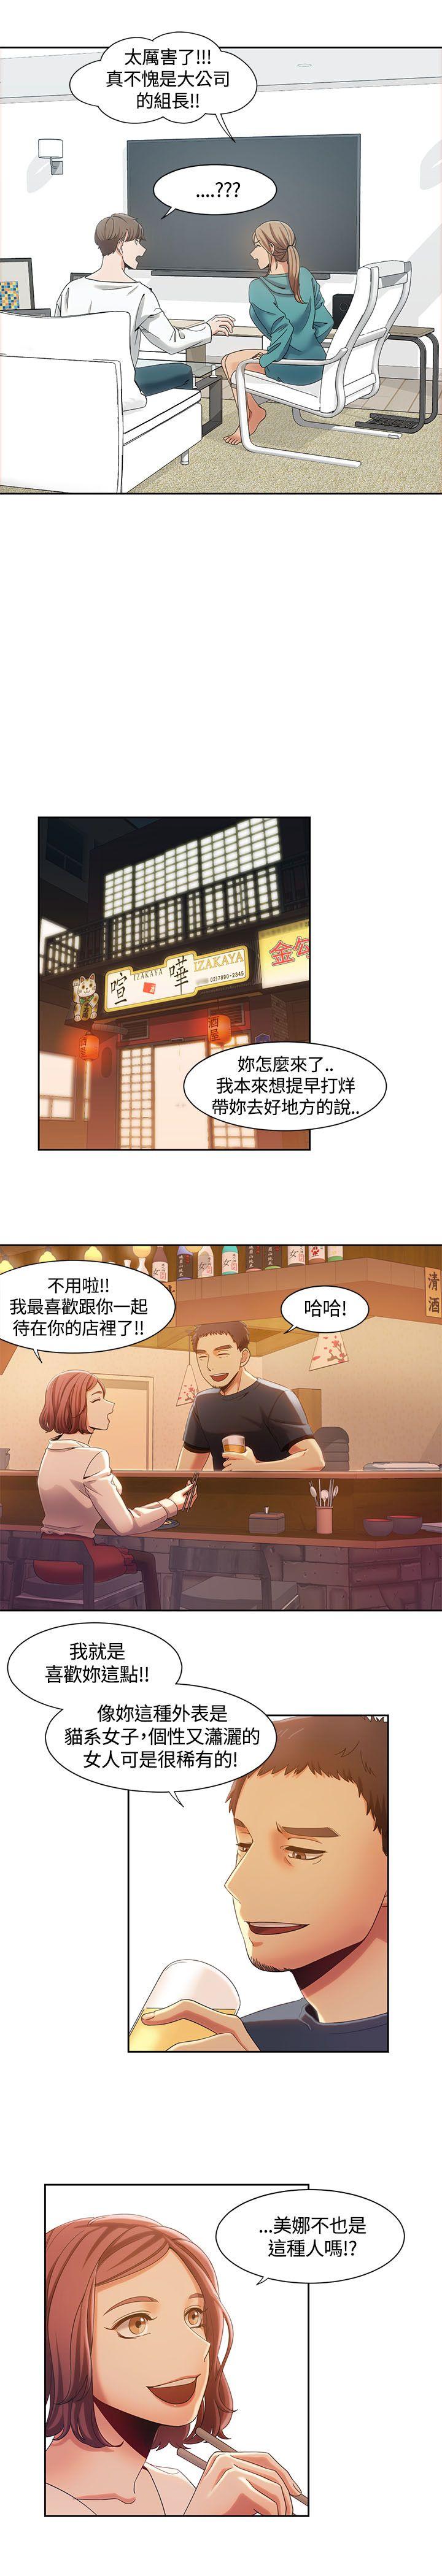 太厲害了!!!
真不愧是大公司
的組長!!
....???
喧
IZAKAYA
嘩
IZAKAYA
02)7890-2345
酒
屋
妳怎麼來了..
我本來想提早打烊
帶妳去好地方的說..
不用啦!!
我最喜歡跟你一起
待在你的店裡了!!
哈哈!
清
酒
我就是
喜歡妳這點!!
像妳這種外表是
貓系女子,個性又瀟灑的
女人可是很稀有的!
...美娜不也是
這種人嗎!?